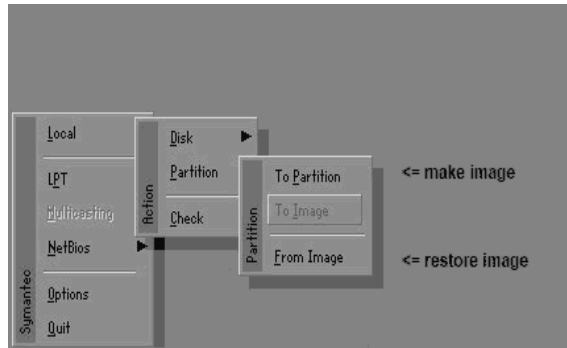 Local
LPT
Multicasting
NetBios
Options
Quit
Symantec
Disk
Partition
Check
Action
To Partition
To Image
From Image
Partition
<= make image
<= restore image